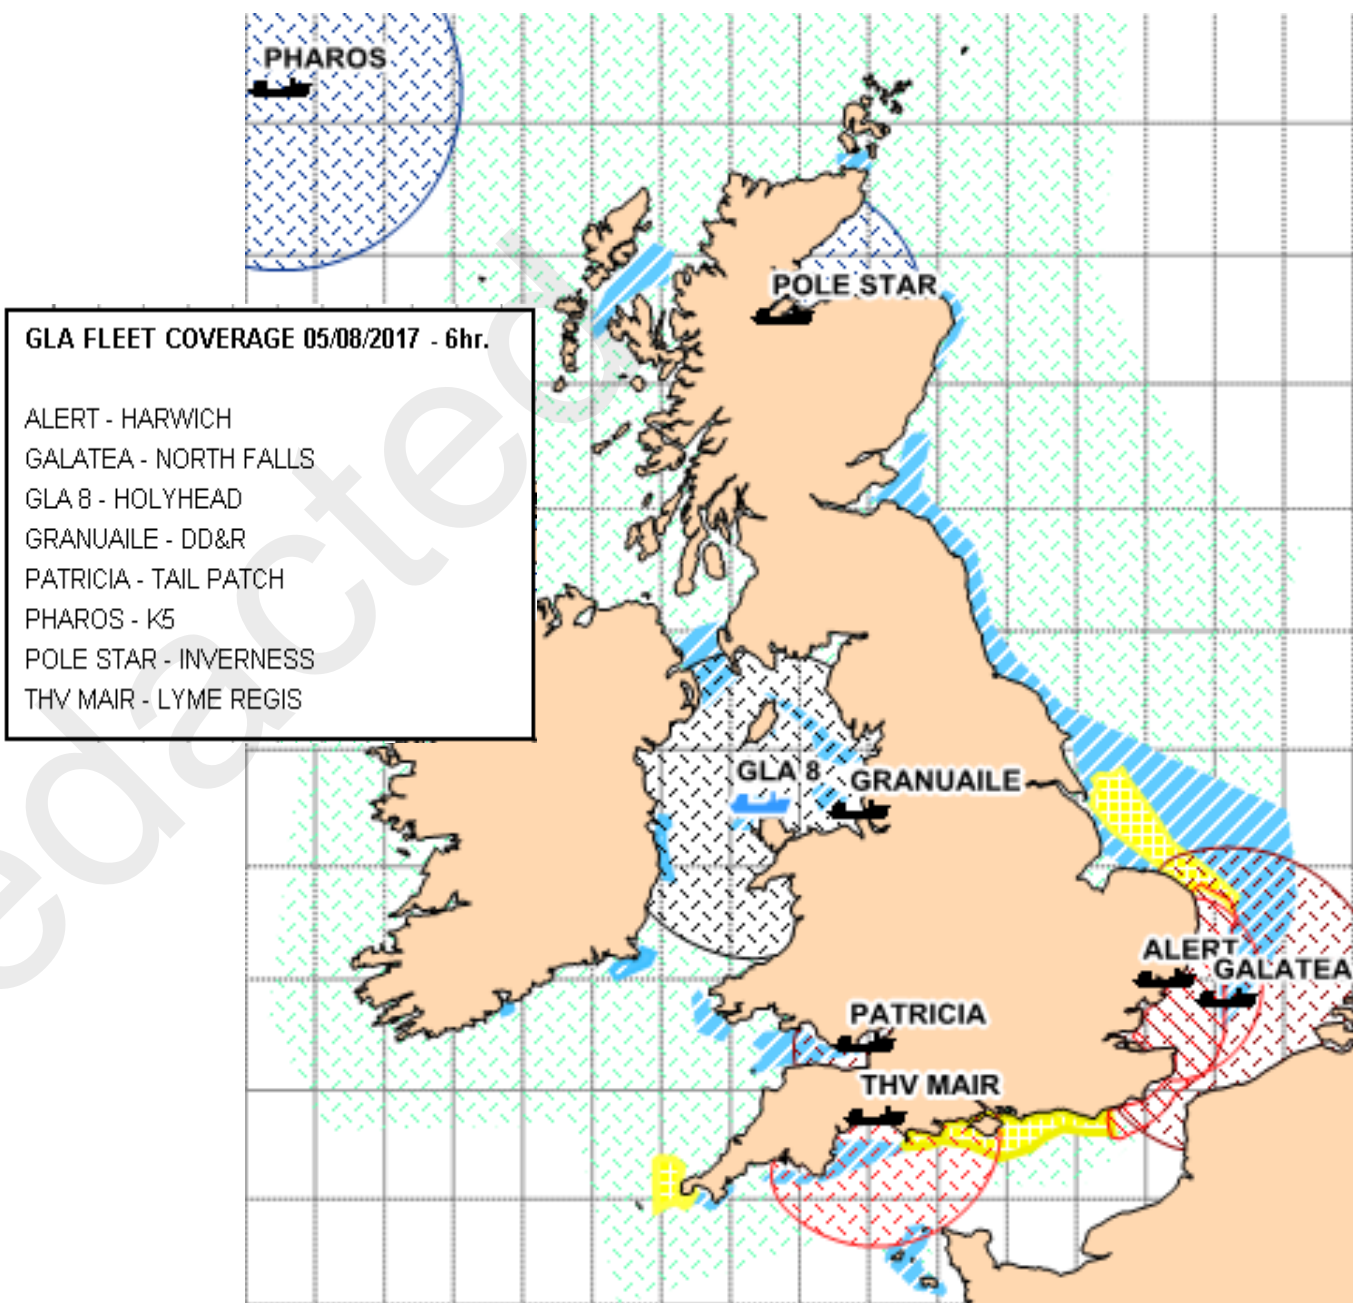 PHAROS
POLE STAR
GLA FLEET COVERAGE 05/08/2017 - 6hr.
ALERT - HARWICH
GALATEA - NORTH FALLS
GLA 8 - HOLYHEAD
GRANUAILE - DD&R
PATRICIA - TAIL PATCH
PHAROS - K5
POLE STAR - INVERNESS
THV MAIR - LYME REGIS
GLA 8
GRANUAILE
ALERT
GALATEA
PATRICIA
THV MAIR
edacted